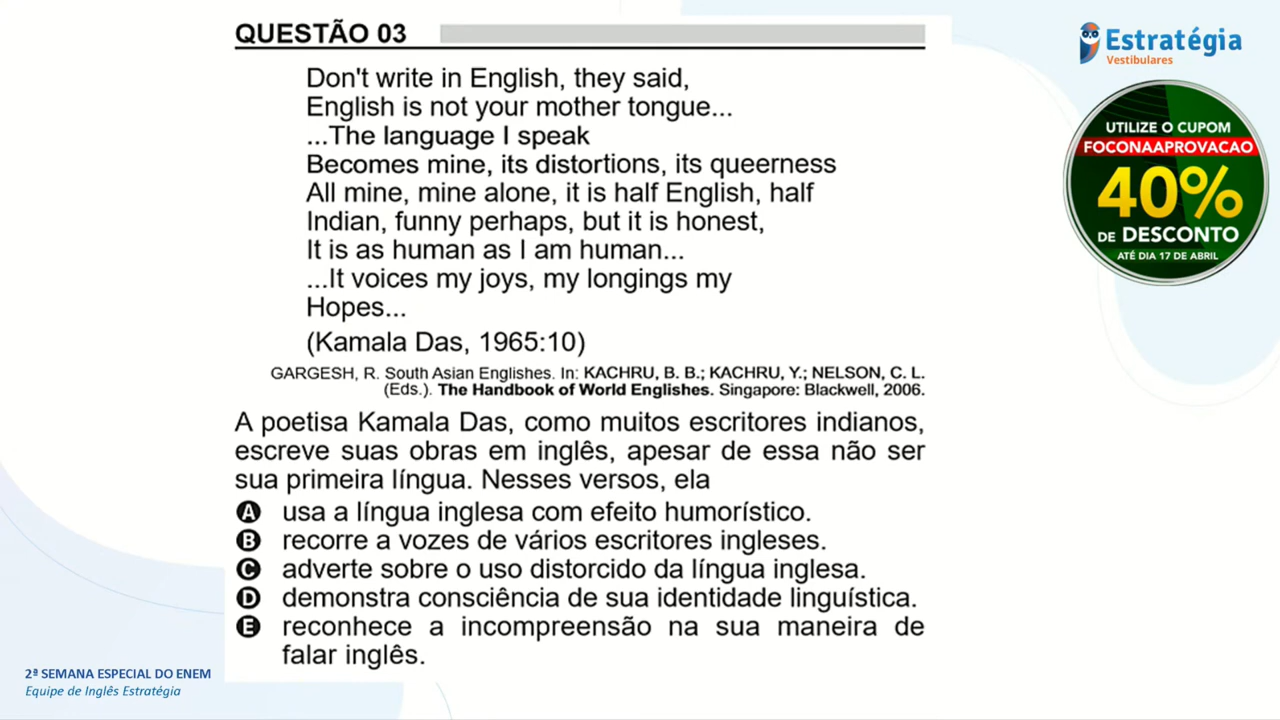 QUESTÃO 03
Don't write in English, they said,
English is not your mother tongue...
...The language I speak
Becomes mine, its distortions, its queerness
All mine, mine alone, it is half English, half
Indian, funny perhaps, but it is honest,
It is as human as I am human...
...It voices my joys, my longings my
Hopes...
(Kamala Das, 1965:10)
GARGESH, R. South Asian Englishes. In: KACHRU, B. B.; KACHRU, Y.; NELSON, C. L.
(Eds.). The Handbook of World Englishes. Singapore: Blackwell, 2006.
A poetisa Kamala Das, como muitos escritores indianos,
escreve suas obras em inglês, apesar de essa não ser
sua primeira língua. Nesses versos, ela
A usa a língua inglesa com efeito humorístico.
B recorre a vozes de vários escritores ingleses.
C adverte sobre o uso distorcido da língua inglesa.
D demonstra consciência de sua identidade linguística.
E reconhece a incompreensão na sua maneira de
falar inglês.
Estratégia
Vestibulares
UTILIZE O CUPOM
FOCONAAPROVACAO
40%
DE DESCONTO
ATÉ DIA 17 DE ABRIL
2ª SEMANA ESPECIAL DO ENEM
Equipe de Inglês Estratégia